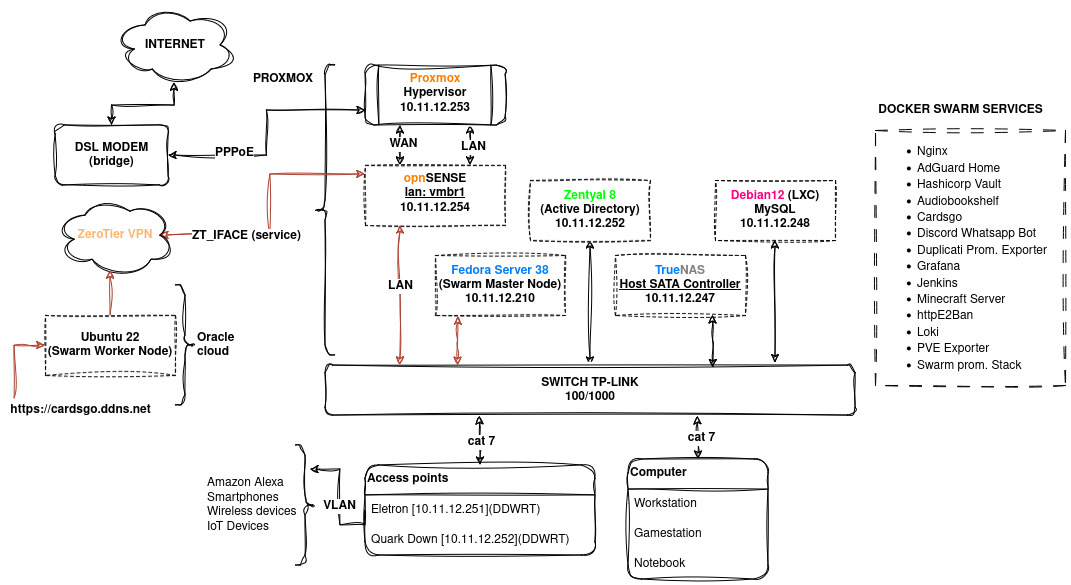 INTERNET
PROXMOX
Proxmox
Hypervisor
10.11.12.253
DOCKER SWARM SERVICES
DSL MODEM
(bridge)
PPPoE
WAN
LAN
opnSENSE
lan: vmbr1
10.11.12.254
Zentyal 8
(Active Directory)
10.11.12.252
Debian12 (LXC)
MySQL
10.11.12.248
ZeroTier VPN
ZT_IFACE (service)
LAN
Fedora Server 38
(Swarm Master Node)
10.11.12.210
TrueNAS
Host SATA Controller
10.11.12.247
Nginx
AdGuard Home
Hashicorp Vault
Audiobookshelf
Cardsgo
Discord Whatsapp Bot
Duplicati Prom. Exporter
Grafana
Jenkins
Minecraft Server
httpE2Ban
Loki
PVE Exporter
Swarm prom. Stack
Ubuntu 22
(Swarm Worker Node)
Oracle
cloud
https://cardsgo.ddns.net
SWITCH TP-LINK
100/1000
cat 7
cat 7
Amazon Alexa
Smartphones
Wireless devices
IoT Devices
VLAN
Access points
Eletron [10.11.12.251](DDWRT)
Quark Down [10.11.12.252](DDWRT)
Computer
Workstation
Gamestation
Notebook